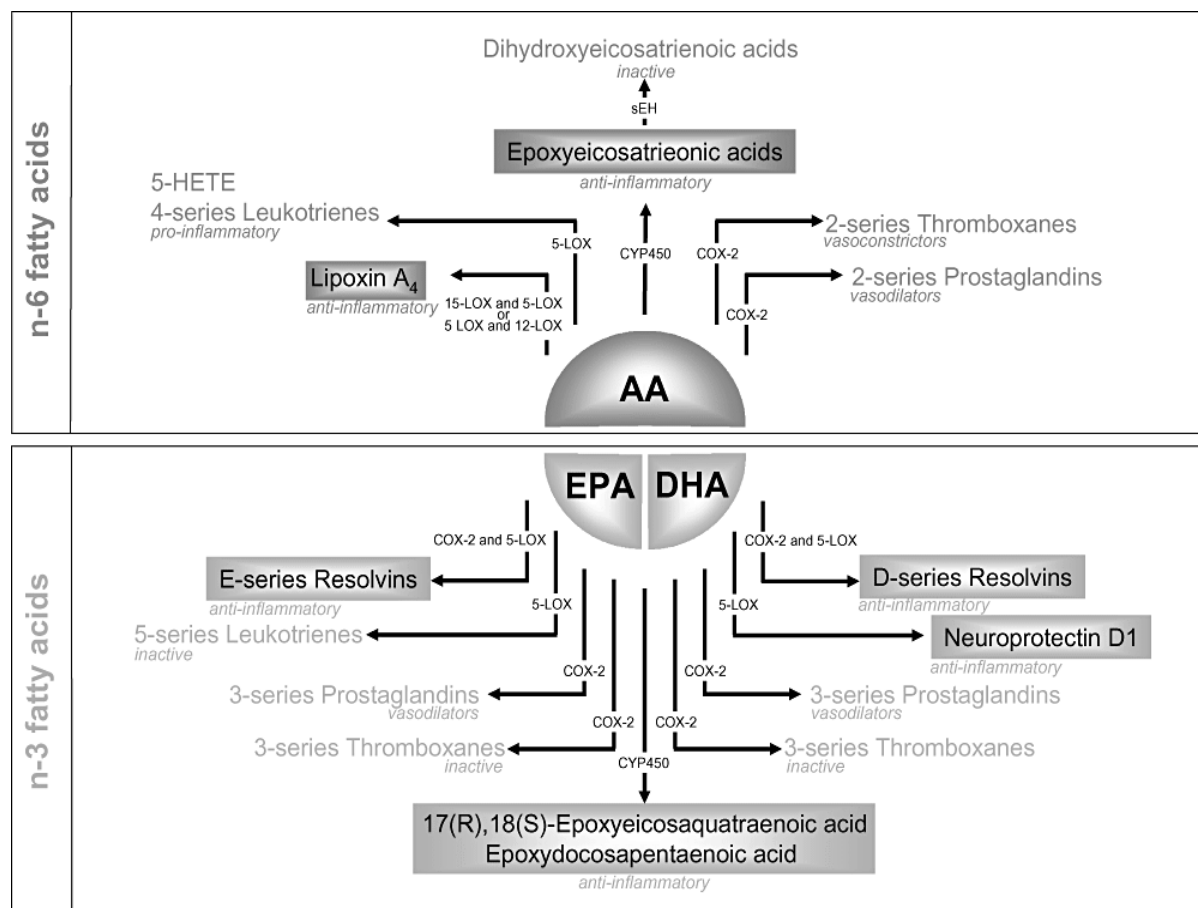 n-6 fatty acids
Dihydroxyeicosatrienoic acids
inactive
sEH
Epoxyeicosatrieonic acids
anti-inflammatory
5-HETE
4-series Leukotrienes
pro-inflammatory
5-LOX
CYP450
COX-2
2-series Thromboxanes
vasoconstrictors
Lipoxin A4
anti-inflammatory
15-LOX and 5-LOX
or
5 LOX and 12-LOX
COX-2
2-series Prostaglandins
vasodilators
AA
n-3 fatty acids
EPA
DHA
COX-2 and 5-LOX
COX-2 and 5-LOX
E-series Resolvins
anti-inflammatory
D-series Resolvins
anti-inflammatory
5-LOX
5-LOX
5-series Leukotrienes
inactive
Neuroprotectin D1
anti-inflammatory
COX-2
COX-2
3-series Prostaglandins
vasodilators
3-series Prostaglandins
vasodilators
COX-2
COX-2
3-series Thromboxanes
inactive
3-series Thromboxanes
inactive
CYP450
17(R),18(S)-Epoxyeicosaquatraenoic acid
Epoxydocosapentaenoic acid
anti-inflammatory